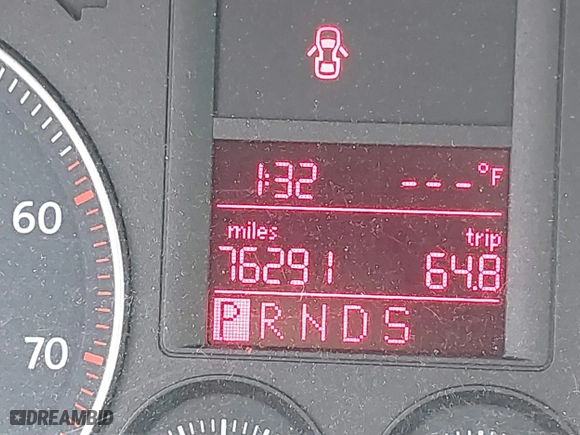 1:32 ---°F
miles trip
76291 64.8
P R N D S
60
70
DREAMBID